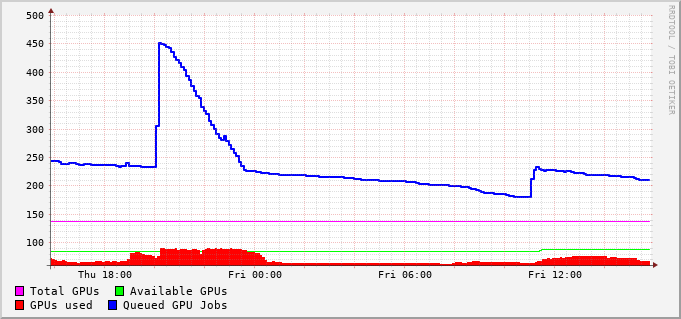 500
450
400
350
300
250
200
150
100
Thu 18:00 Fri 00:00 Fri 06:00 Fri 12:00
Total GPUs Available GPUs
GPUs used Queued GPU Jobs
RRDTOOL / TOBI OETIKER